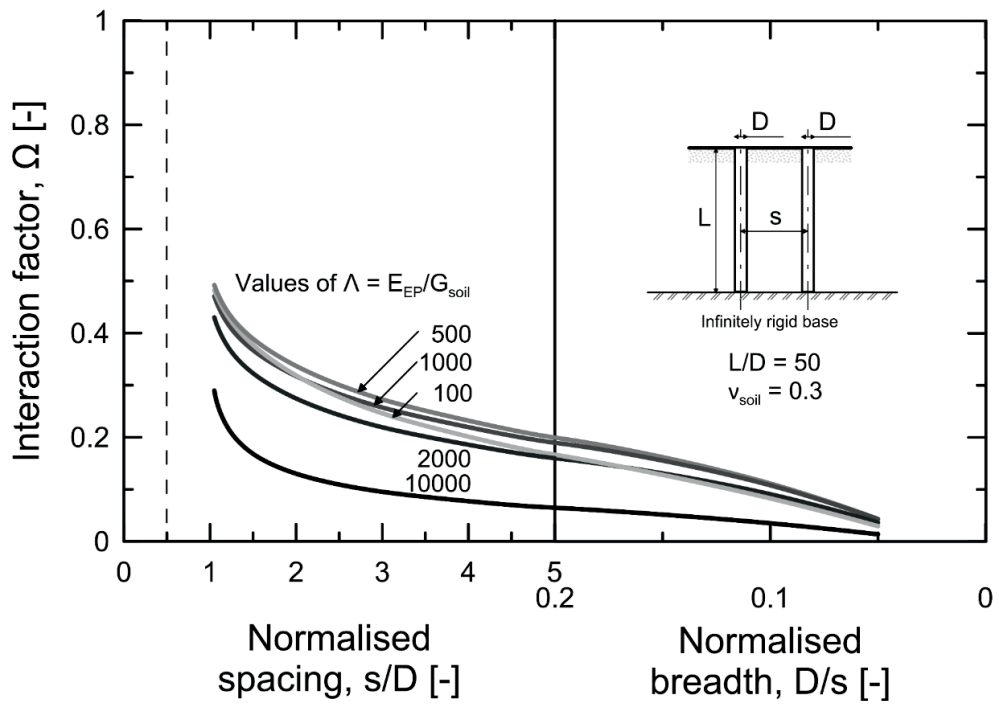 Interaction factor, Ω [-]
1
0.8
0.6
0.4
0.2
0
Values of Λ = E_EP/G_soil
500
1000
100
2000
10000
D
D
L
s
Infinitely rigid base
L/D = 50
ν_soil = 0.3
0
1
2
3
4
5
0.2
0.1
0
Normalised
spacing, s/D [-]
Normalised
breadth, D/s [-]